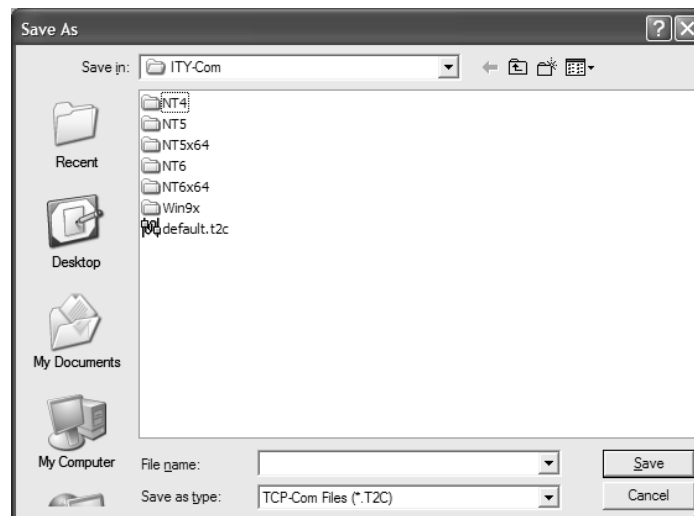 Save As
Save in: ITY-Com
NT4
NT5
NT5x64
NT6
NT6x64
Win9x
default.t2c
Recent
Desktop
My Documents
My Computer
File name:
Save
Save as type: TCP-Com Files (*.T2C)
Cancel